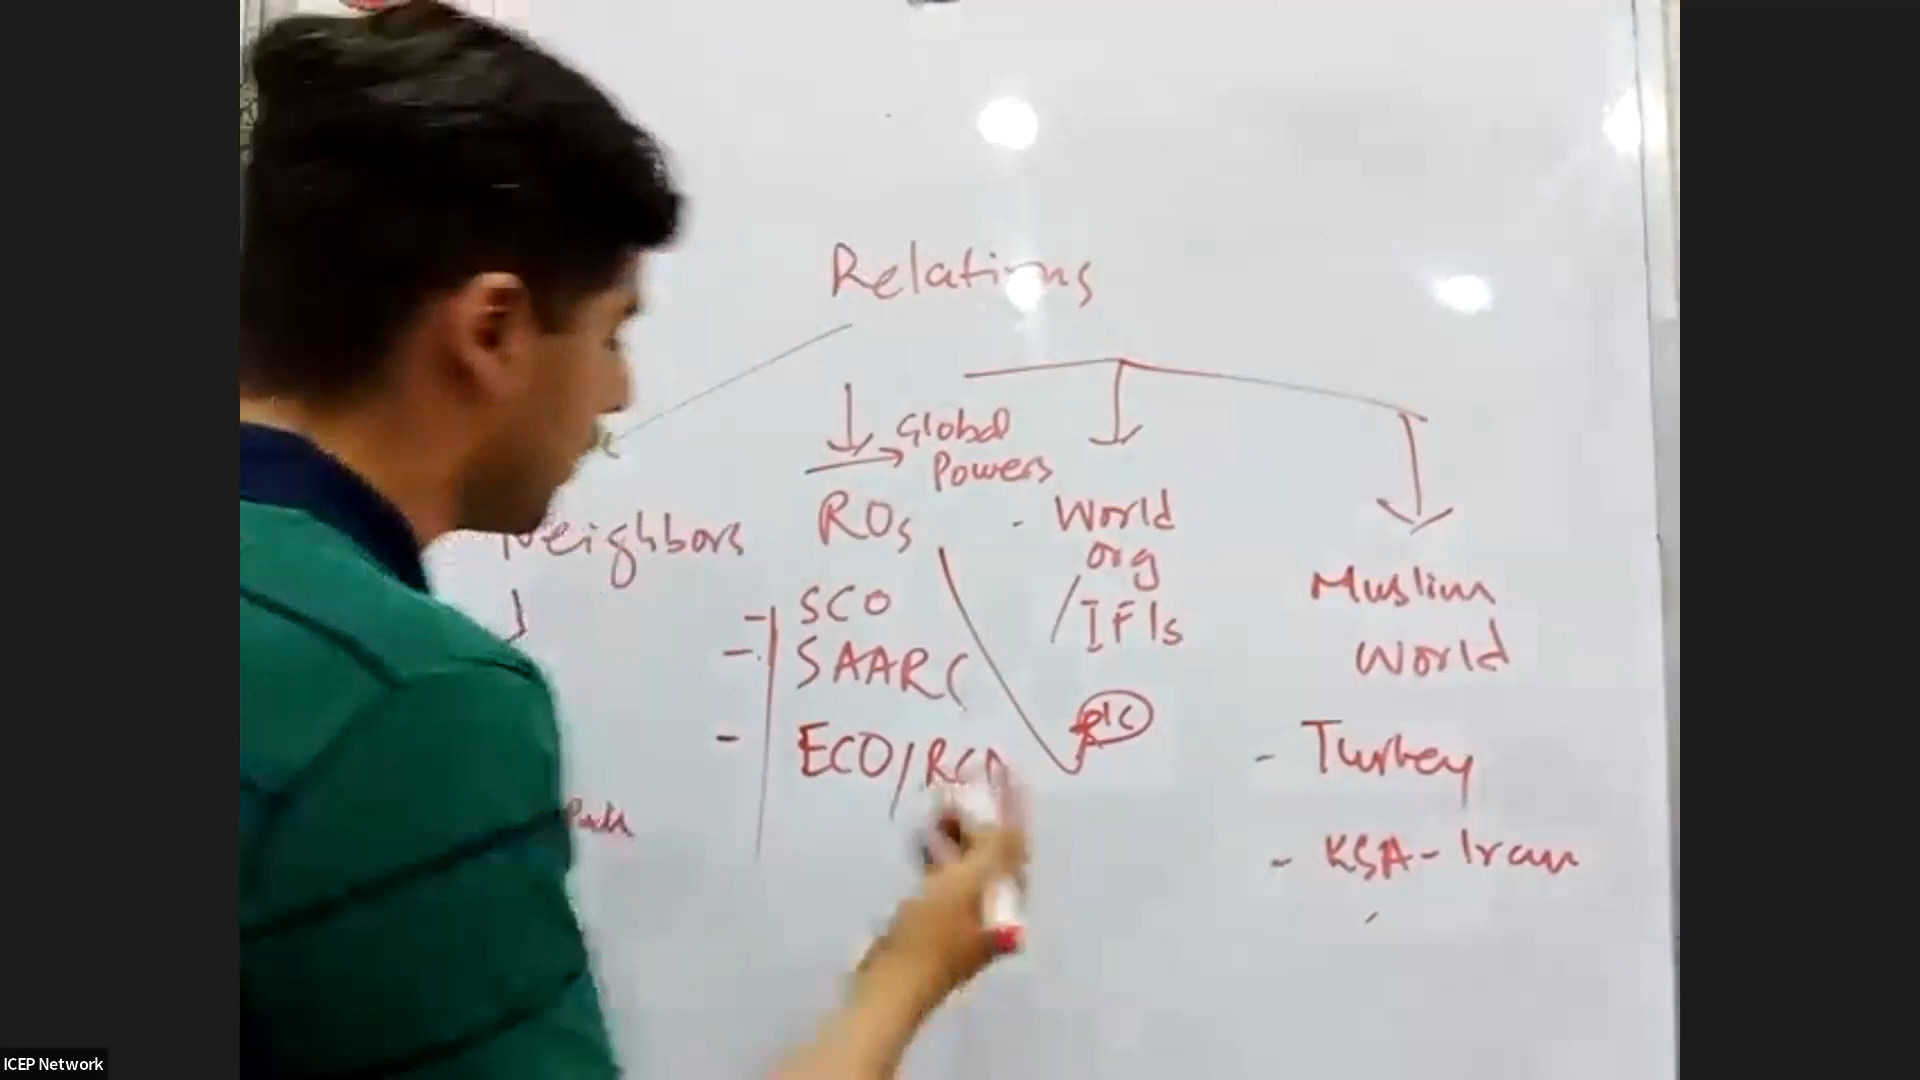 Relations
Global
Powers
Neighbors
ROs
- World
org
/ IFIs
- SCO
- SAARC
- ECO/RCD
Muslim
World
- Turkey
- KSA-Iran
ICEP Network